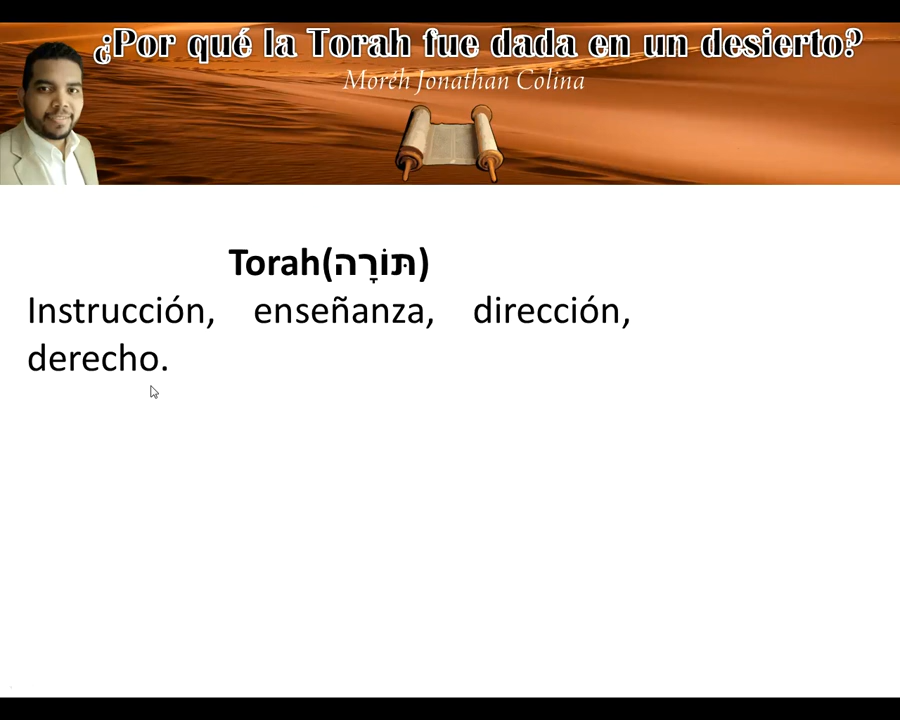 ¿Por qué la Torah fue dada en un desierto?
Moréh Jonathan Colina
Torah(תּוֹרָה)
Instrucción, enseñanza, dirección,
derecho.